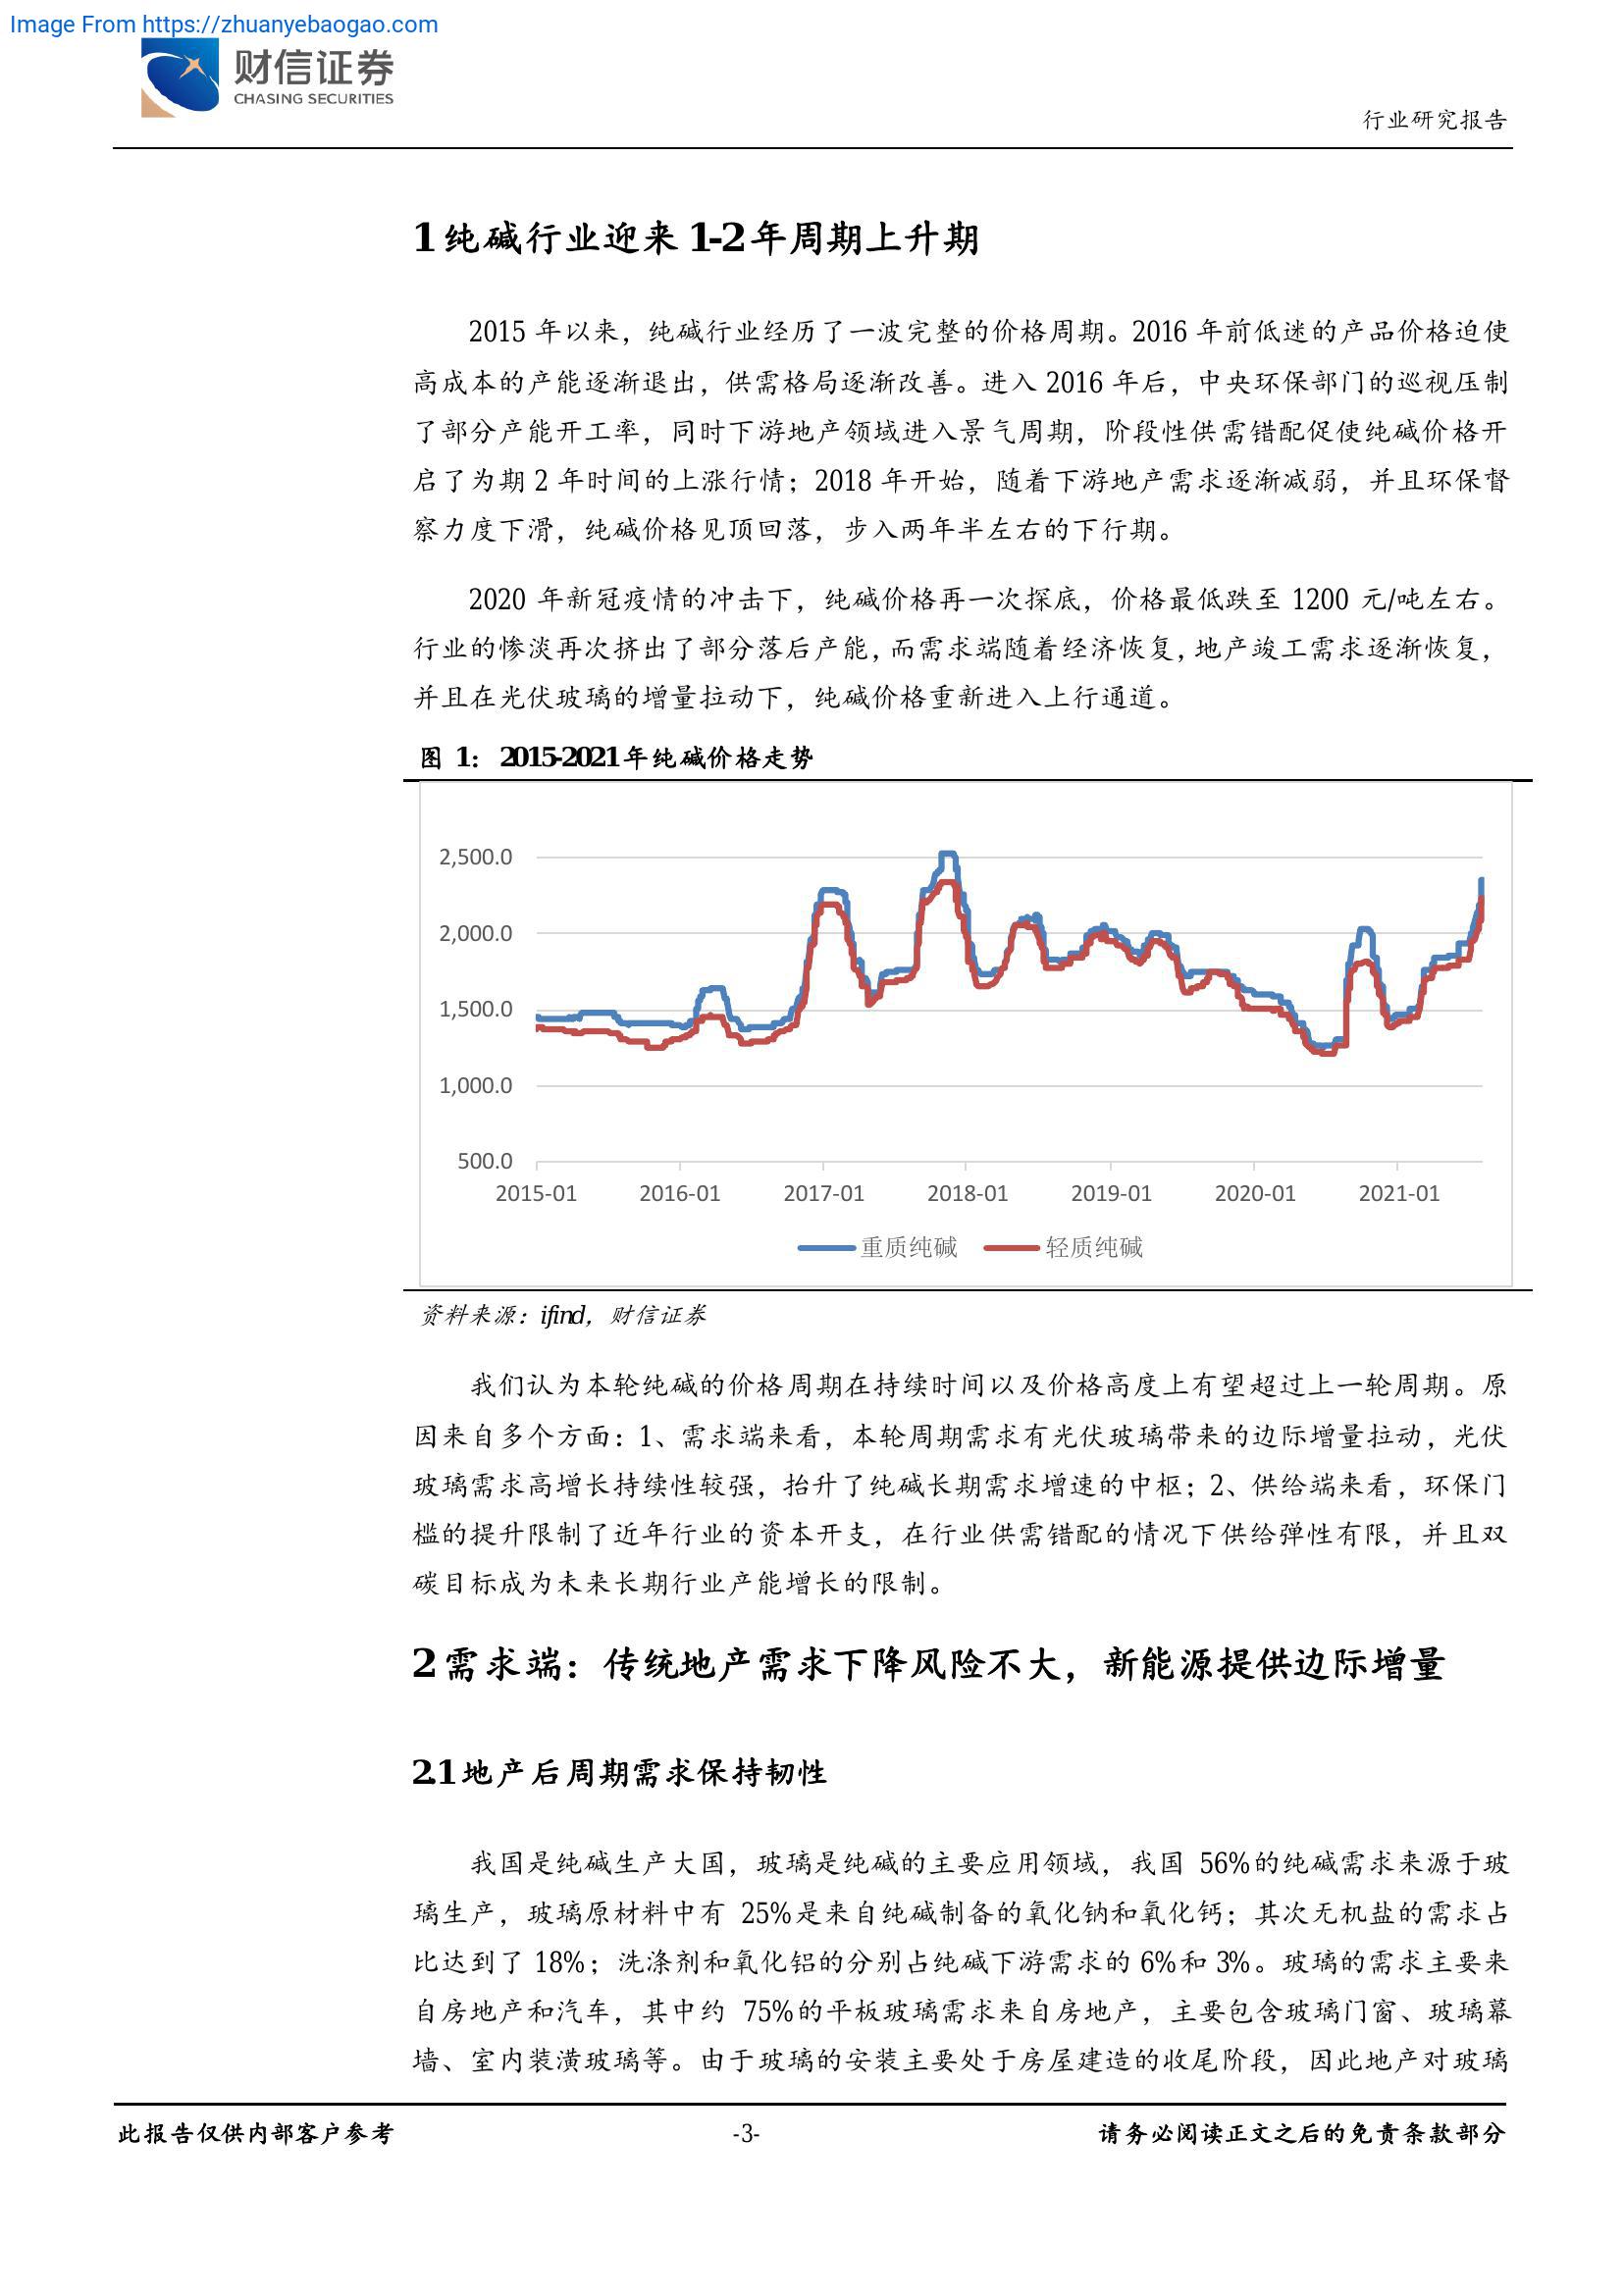 Image From https://zhuanyebaogao.com
财信证券
CHASING SECURITIES
行业研究报告
1 纯碱行业迎来 1-2 年周期上升期
2015 年以来，纯碱行业经历了一波完整的价格周期。2016 年前低迷的产品价格迫使
高成本的产能逐渐退出，供需格局逐渐改善。进入 2016 年后，中央环保部门的巡视压制
了部分产能开工率，同时下游地产领域进入景气周期，阶段性供需错配促使纯碱价格开
启了为期 2 年时间的上涨行情；2018 年开始，随着下游地产需求逐渐减弱，并且环保督
察力度下滑，纯碱价格见顶回落，步入两年半左右的下行期。
2020 年新冠疫情的冲击下，纯碱价格再一次探底，价格最低跌至 1200 元/吨左右。
行业的惨淡再次挤出了部分落后产能，而需求端随着经济恢复，地产竣工需求逐渐恢复，
并且在光伏玻璃的增量拉动下，纯碱价格重新进入上行通道。
图 1： 2015-2021 年纯碱价格走势
2,500.0
2,000.0
1,500.0
1,000.0
500.0
2015-01 2016-01 2017-01 2018-01 2019-01 2020-01 2021-01
重质纯碱 轻质纯碱
资料来源：ifind，财信证券
我们认为本轮纯碱的价格周期在持续时间以及价格高度上有望超过上一轮周期。原
因来自多个方面：1、需求端来看，本轮周期需求有光伏玻璃带来的边际增量拉动，光伏
玻璃需求高增长持续性较强，抬升了纯碱长期需求增速的中枢；2、供给端来看，环保门
槛的提升限制了近年行业的资本开支，在行业供需错配的情况下供给弹性有限，并且双
碳目标成为未来长期行业产能增长的限制。
2 需求端：传统地产需求下降风险不大，新能源提供边际增量
2.1 地产后周期需求保持韧性
我国是纯碱生产大国，玻璃是纯碱的主要应用领域，我国 56%的纯碱需求来源于玻
璃生产，玻璃原材料中有 25%是来自纯碱制备的氧化钠和氧化钙；其次无机盐的需求占
比达到了 18%；洗涤剂和氧化铝的分别占纯碱下游需求的 6%和 3%。玻璃的需求主要来
自房地产和汽车，其中约 75%的平板玻璃需求来自房地产，主要包含玻璃门窗、玻璃幕
墙、室内装潢玻璃等。由于玻璃的安装主要处于房屋建造的收尾阶段，因此地产对玻璃
此报告仅供内部客户参考 -3- 请务必阅读正文之后的免责条款部分